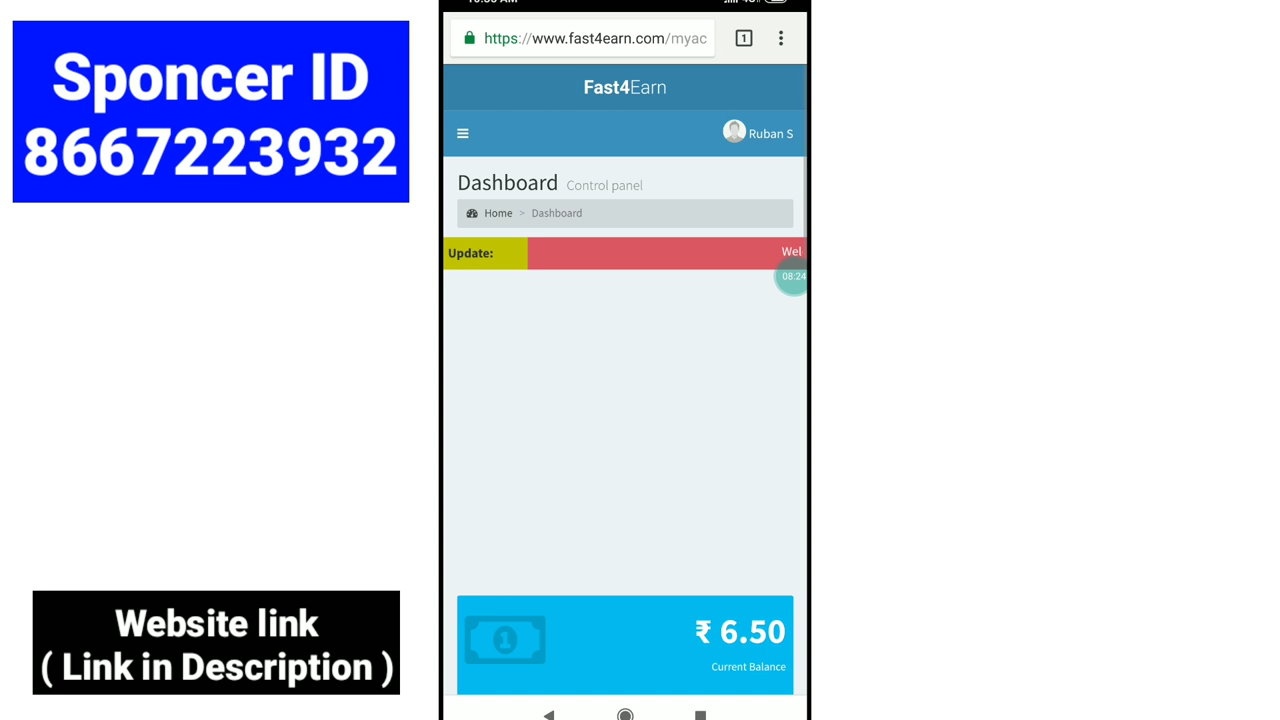 Sponcer ID
8667223932
https://www.fast4earn.com/myac
1
Fast4Earn
Ruban S
Dashboard Control panel
Home > Dashboard
Update:
Wel
08:24
1
₹ 6.50
Current Balance
Website link
( Link in Description )